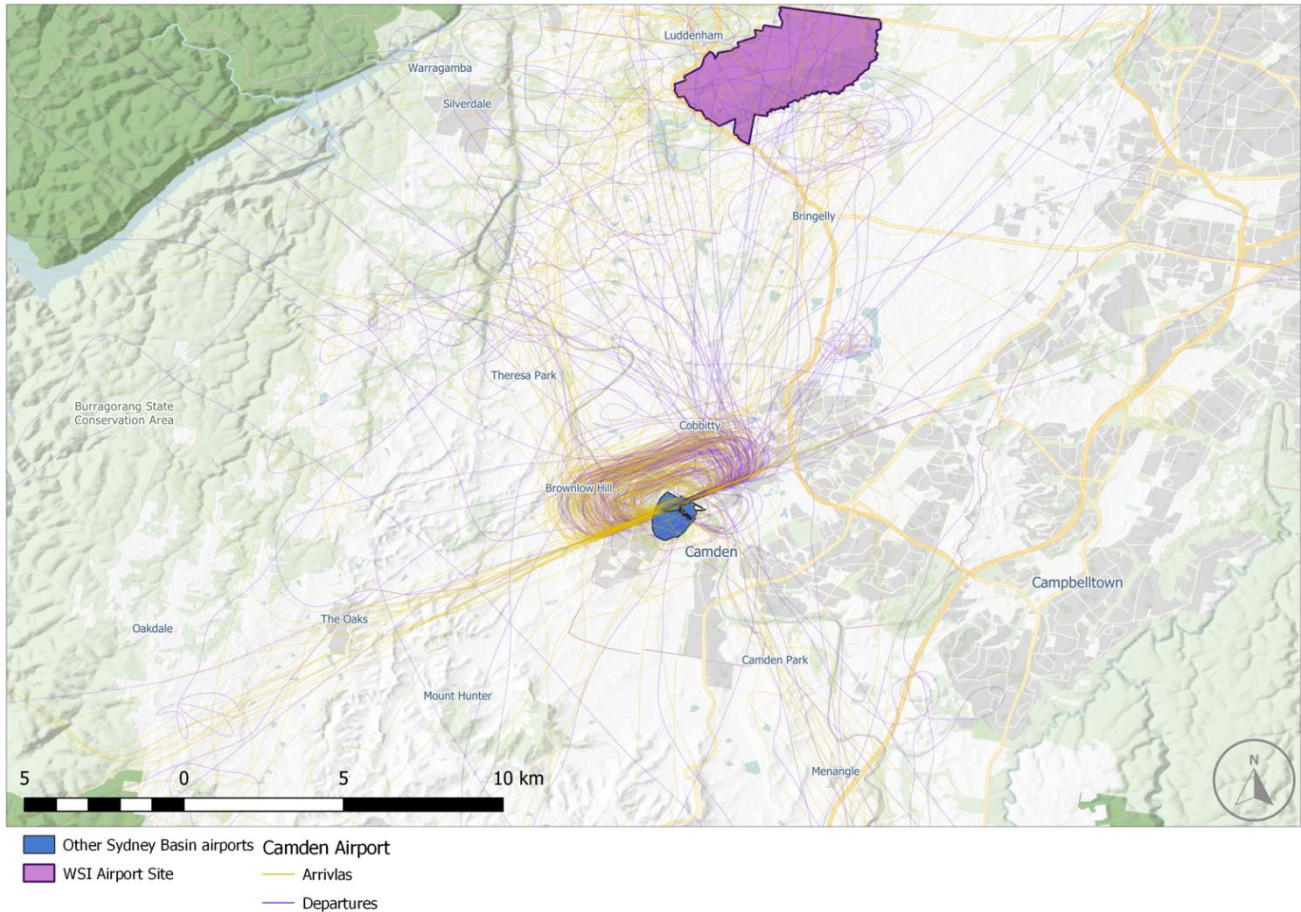 Luddenham
Warragamba
Silverdale
Bringelly
Theresa Park
Burragorang State
Conservation Area
Cobbitty
Brownlow Hill
Camden
Campbelltown
The Oaks
Oakdale
Camden Park
Mount Hunter
Menangle
N
5 0 5 10 km
Other Sydney Basin airports
WSI Airport Site
Camden Airport
Arrivlas
Departures